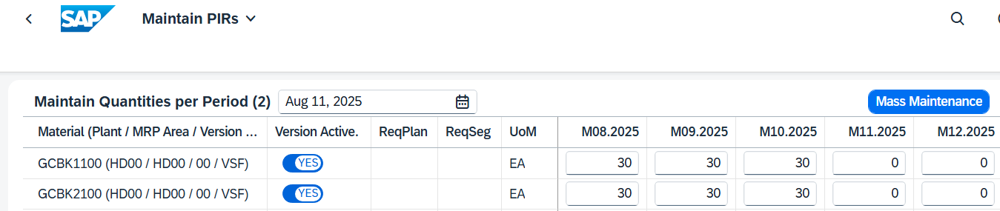 SAP Maintain PIRs
Maintain Quantities per Period (2) Aug 11, 2025 Mass Maintenance
Material (Plant / MRP Area / Version ... Version Active. ReqPlan ReqSeg UoM M08.2025 M09.2025 M10.2025 M11.2025 M12.2025
GCBK1100 (HD00 / HD00 / 00 / VSF) YES EA 30 30 30 0 0
GCBK2100 (HD00 / HD00 / 00 / VSF) YES EA 30 30 30 0 0